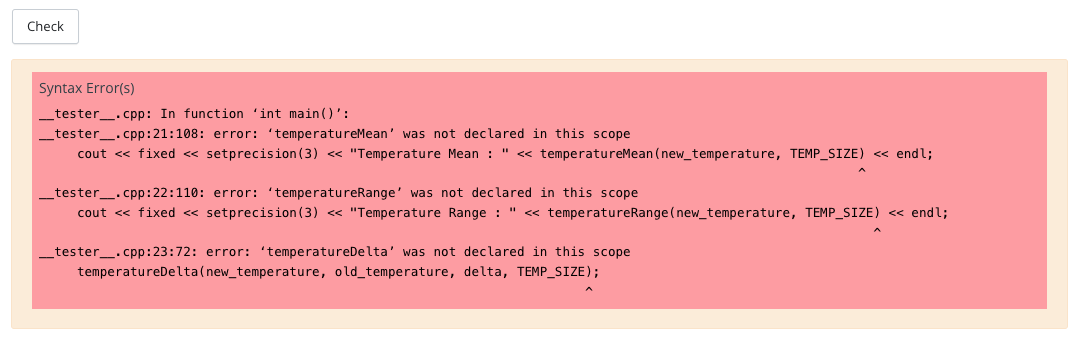 Check
Syntax Error(s)
__tester__.cpp: In function ‘int main()’:
__tester__.cpp:21:108: error: ‘temperatureMean’ was not declared in this scope
cout << fixed << setprecision(3) << "Temperature Mean : " << temperatureMean(new_temperature, TEMP_SIZE) << endl;
^
__tester__.cpp:22:110: error: ‘temperatureRange’ was not declared in this scope
cout << fixed << setprecision(3) << "Temperature Range : " << temperatureRange(new_temperature, TEMP_SIZE) << endl;
^
__tester__.cpp:23:72: error: ‘temperatureDelta’ was not declared in this scope
temperatureDelta(new_temperature, old_temperature, delta, TEMP_SIZE);
^